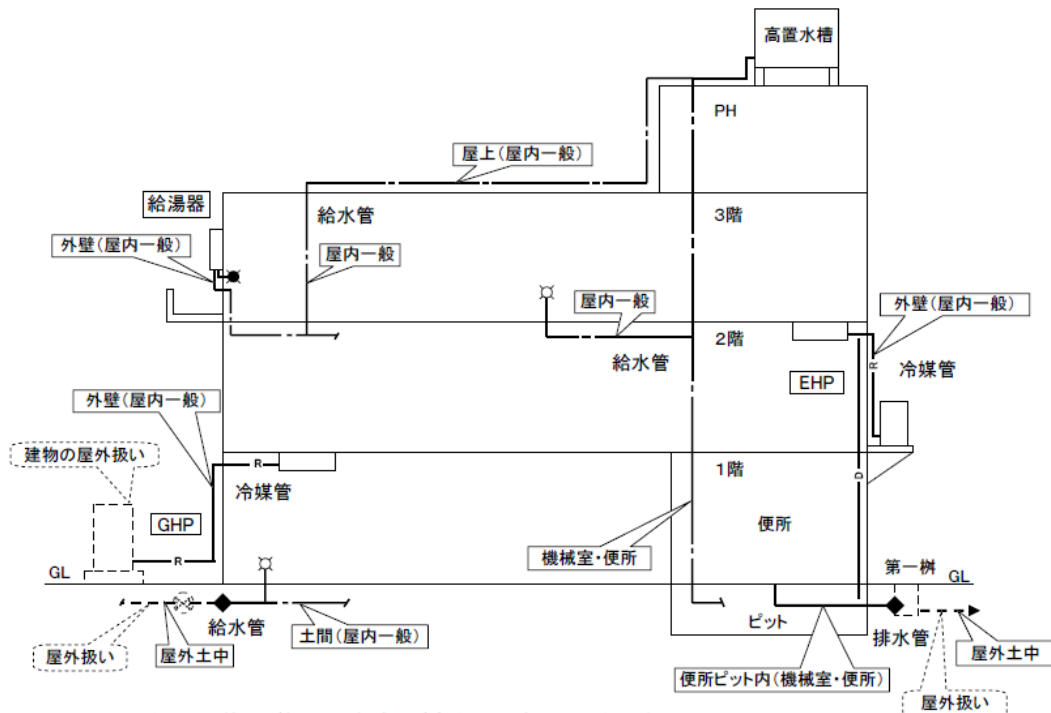 高置水槽
PH
屋上(屋内一般)
給湯器
給水管
3階
外壁(屋内一般)
屋内一般
屋内一般
外壁(屋内一般)
2階
給水管
冷媒管
EHP
R
外壁(屋内一般)
建物の屋外扱い
R
1階
冷媒管
D
GHP
便所
機械室・便所
R
GL
第一桝
GL
給水管
土間(屋内一般)
ピット
排水管
屋外扱い
屋外土中
屋外土中
便所ピット内(機械室・便所)
屋外扱い